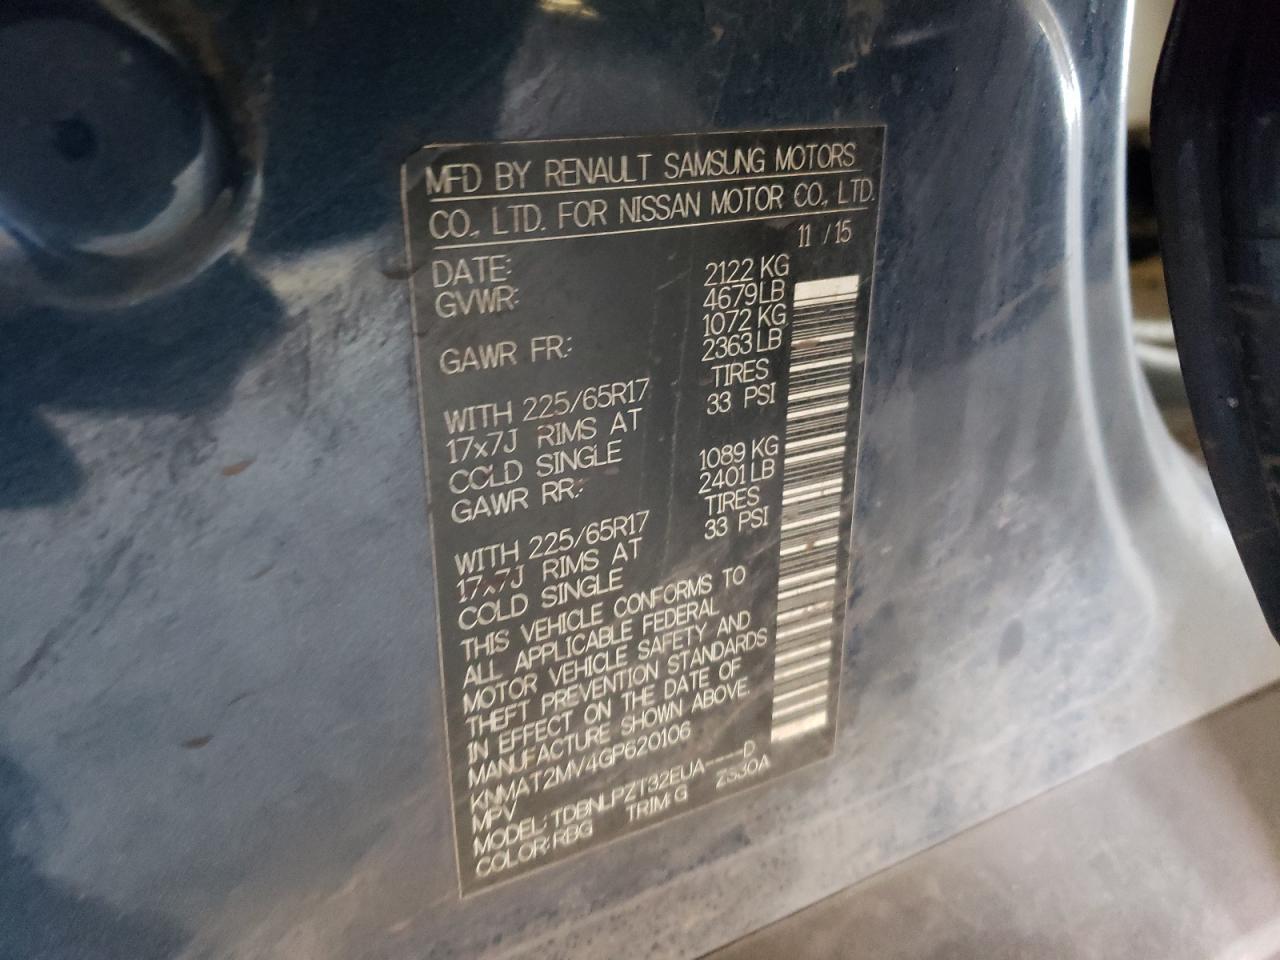 MFD BY RENAULT SAMSUNG MOTORS
CO., LTD. FOR NISSAN MOTOR CO., LTD.
DATE: 11 / 15
GVWR: 2122 KG
4679 LB
GAWR FR: 1072 KG
2363 LB
WITH 225/65R17 TIRES
17x7J RIMS AT 33 PSI
COLD SINGLE
GAWR RR: 1089 KG
2401 LB
WITH 225/65R17 TIRES
17x7J RIMS AT 33 PSI
COLD SINGLE
THIS VEHICLE CONFORMS TO
ALL APPLICABLE FEDERAL
MOTOR VEHICLE SAFETY AND
THEFT PREVENTION STANDARDS
IN EFFECT ON THE DATE OF
MANUFACTURE SHOWN ABOVE.
KNMAT2MV4GP620106
MPV
MODEL: TDBNLPZT32EUA-----D
COLOR: RBG TRIM: G ZS30A